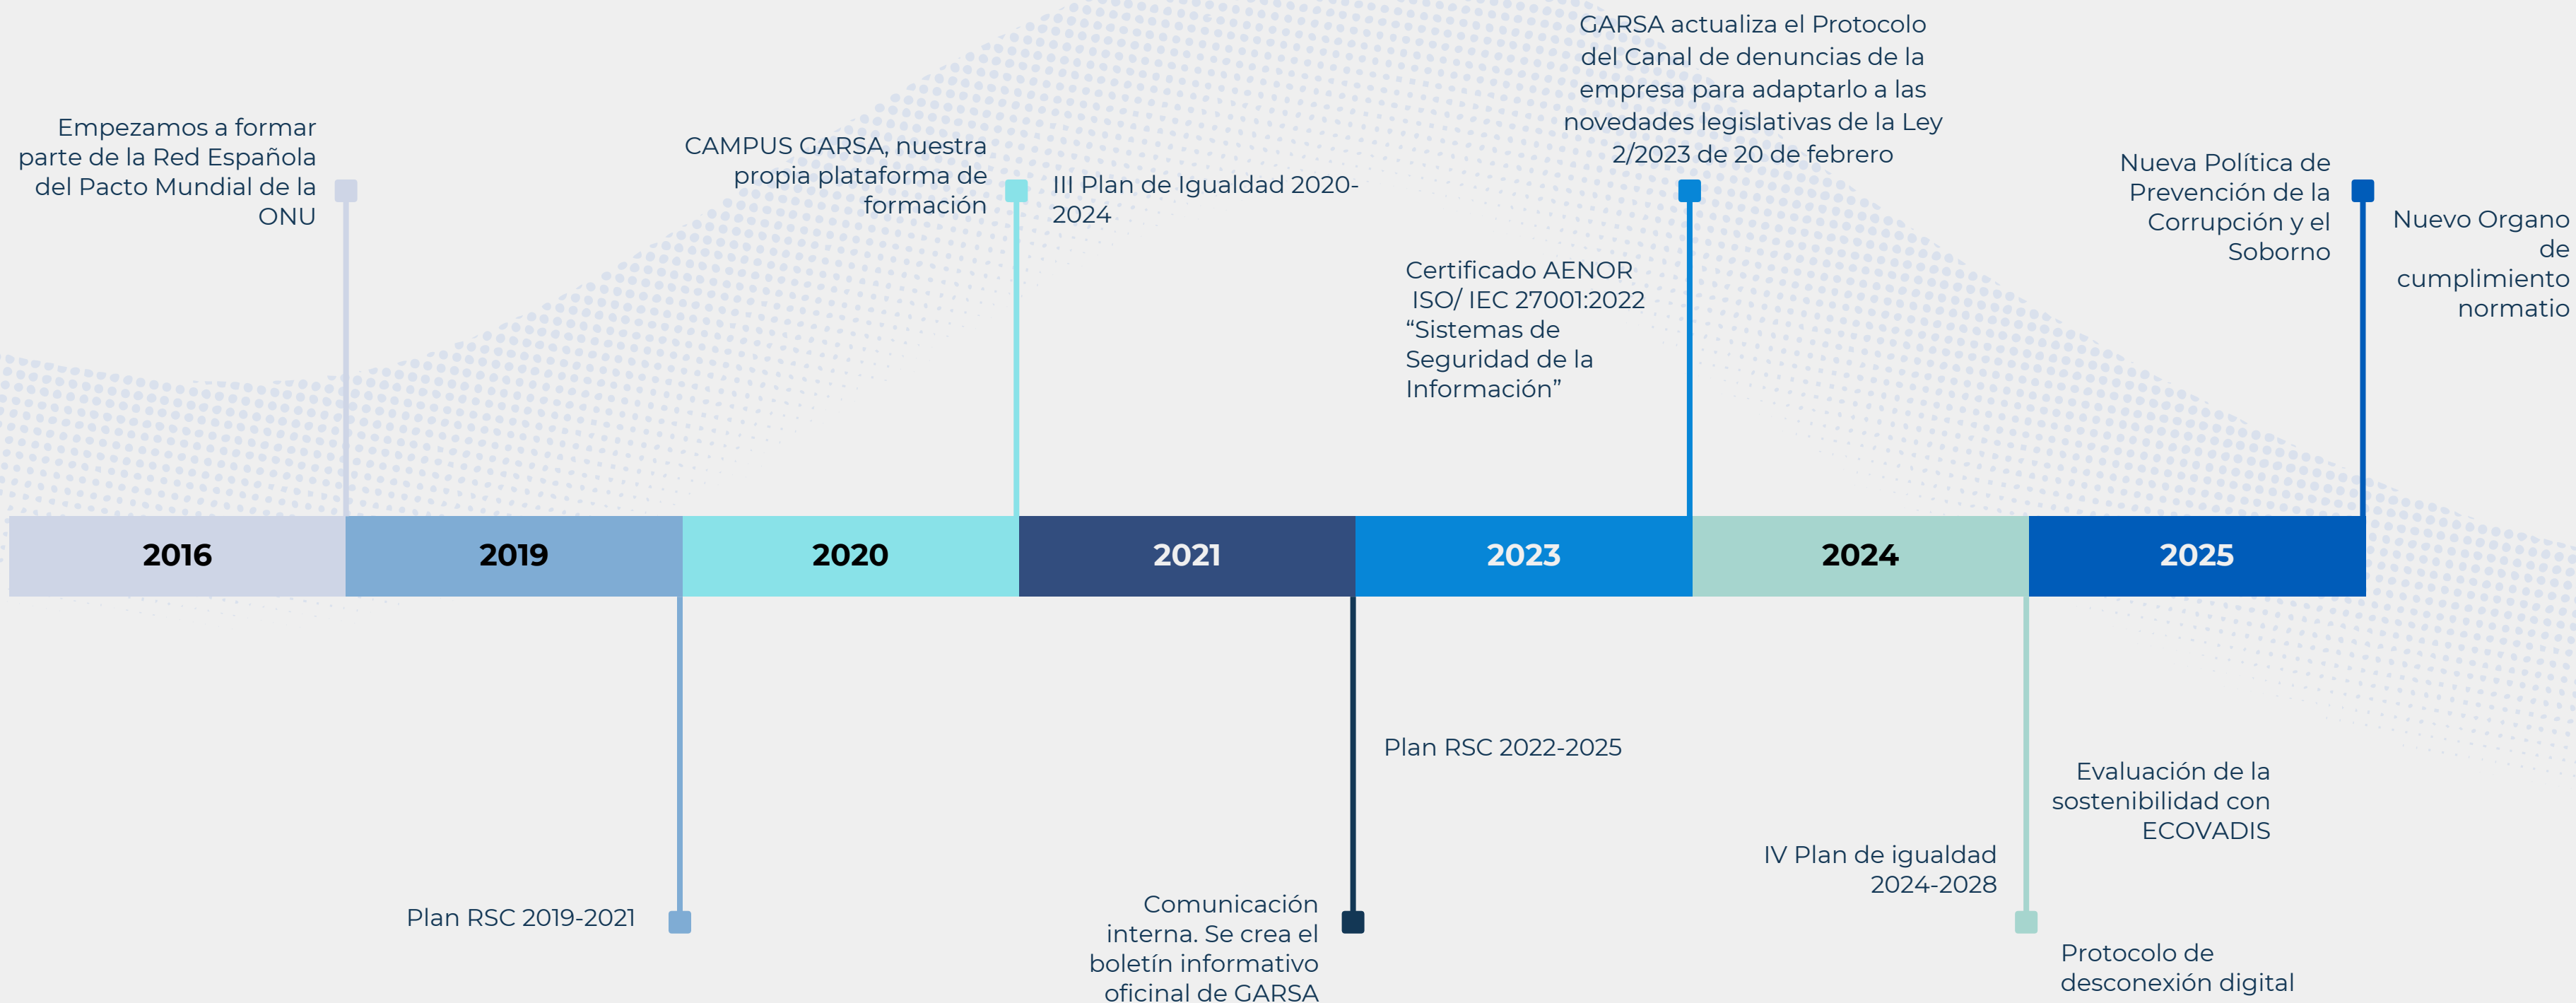 GARSA actualiza el Protocolo
del Canal de denuncias de la
empresa para adaptarlo a las
novedades legislativas de la Ley
2/2023 de 20 de febrero
Empezamos a formar
parte de la Red Española
del Pacto Mundial de la
ONU
CAMPUS GARSA, nuestra
propia plataforma de
formación
III Plan de Igualdad 2020-
2024
Certificado AENOR
ISO/ IEC 27001:2022
“Sistemas de
Seguridad de la
Información”
Nueva Política de
Prevención de la
Corrupción y el
Soborno
Nuevo Organo
de
cumplimiento
normatio
2016
2019
2020
2021
2023
2024
2025
Plan RSC 2019-2021
Comunicación
interna. Se crea el
boletín informativo
oficinal de GARSA
Plan RSC 2022-2025
IV Plan de igualdad
2024-2028
Evaluación de la
sostenibilidad con
ECOVADIS
Protocolo de
desconexión digital